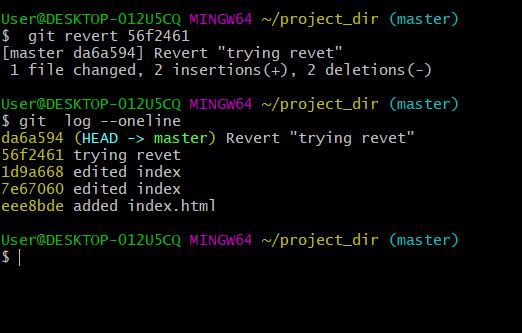 User@DESKTOP-012U5CQ MINGW64 ~/project_dir (master)
$  git revert 56f2461
[master da6a594] Revert "trying revet"
 1 file changed, 2 insertions(+), 2 deletions(-)
User@DESKTOP-012U5CQ MINGW64 ~/project_dir (master)
$ git  log --oneline
da6a594 (HEAD -> master) Revert "trying revet"
56f2461 trying revet
1d9a668 edited index
7e67060 edited index
eee8bde added index.html
User@DESKTOP-012U5CQ MINGW64 ~/project_dir (master)
$